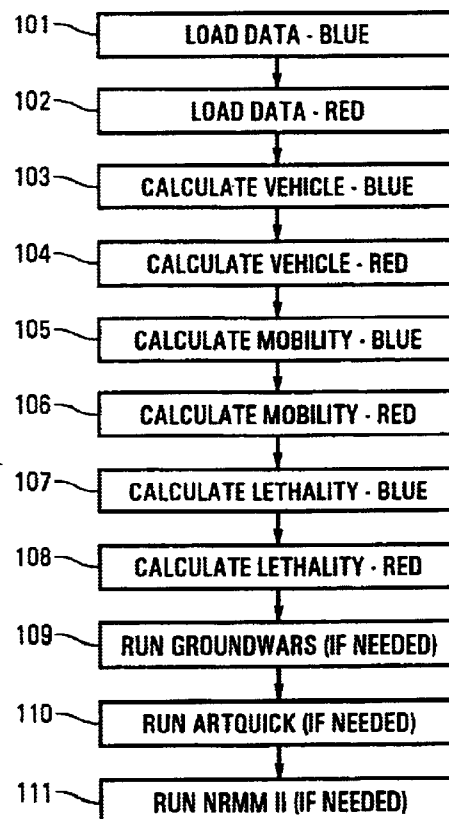 101 LOAD DATA - BLUE
102 LOAD DATA - RED
103 CALCULATE VEHICLE - BLUE
104 CALCULATE VEHICLE - RED
105 CALCULATE MOBILITY - BLUE
106 CALCULATE MOBILITY - RED
107 CALCULATE LETHALITY - BLUE
108 CALCULATE LETHALITY - RED
109 RUN GROUNDWARS (IF NEEDED)
110 RUN ARTQUICK (IF NEEDED)
111 RUN NRMM II (IF NEEDED)